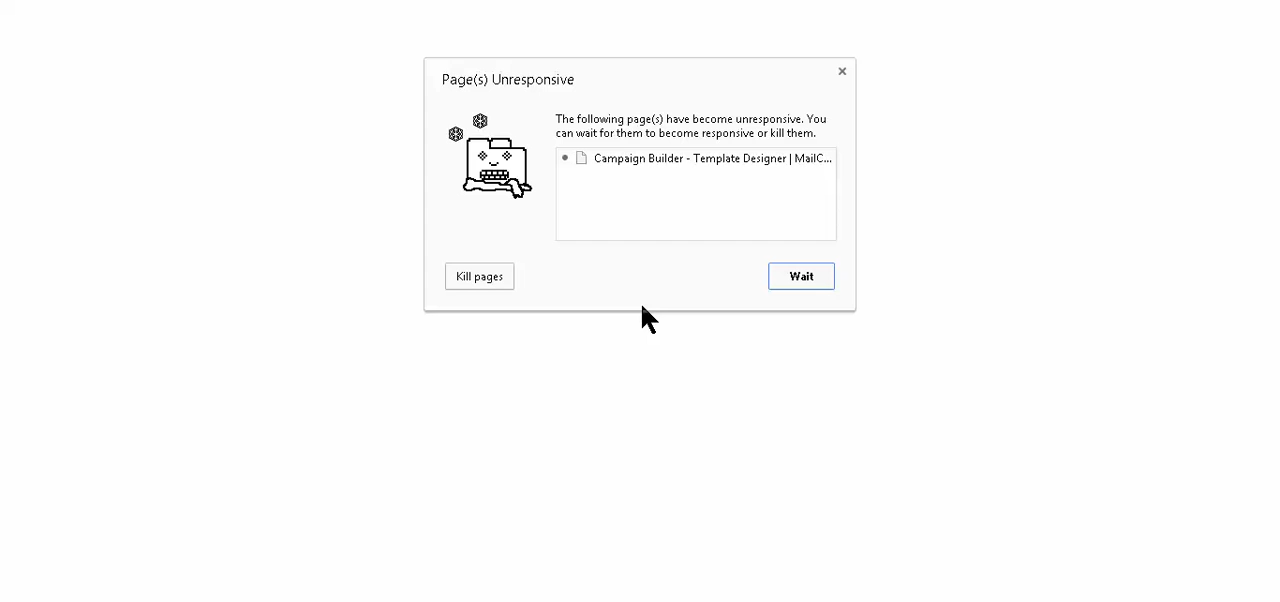 Page(s) Unresponsive
The following page(s) have become unresponsive. You
can wait for them to become responsive or kill them.
Campaign Builder - Template Designer | MailC...
Kill pages
Wait